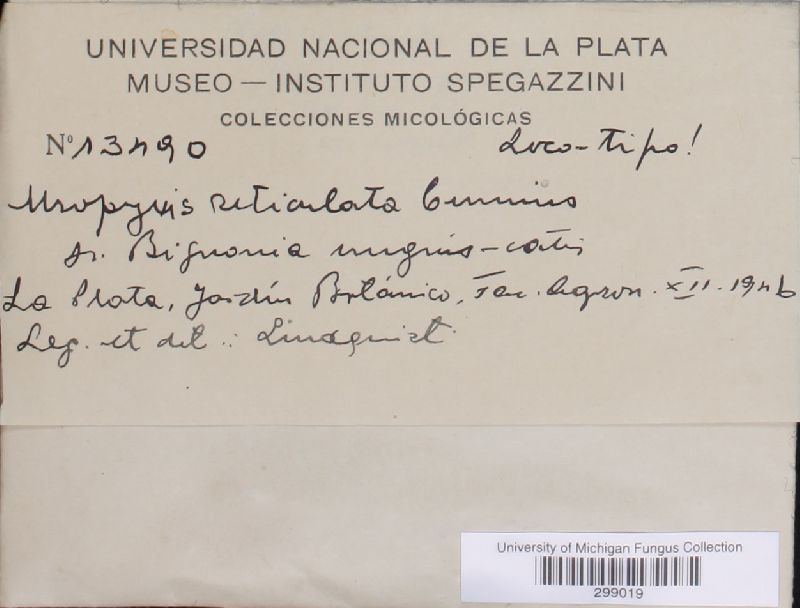 UNIVERSIDAD NACIONAL DE LA PLATA
MUSEO — INSTITUTO SPEGAZZINI
COLECCIONES MICOLÓGICAS
Nº 13490
Loco-tipo!
Uropyxis reticulata Cummins
s. Bignonia unguis-cati
La Plata, Jardín Botánico, Fac. Agron. XII. 1946
Leg. et det.: Lindquist
University of Michigan Fungus Collection
299019